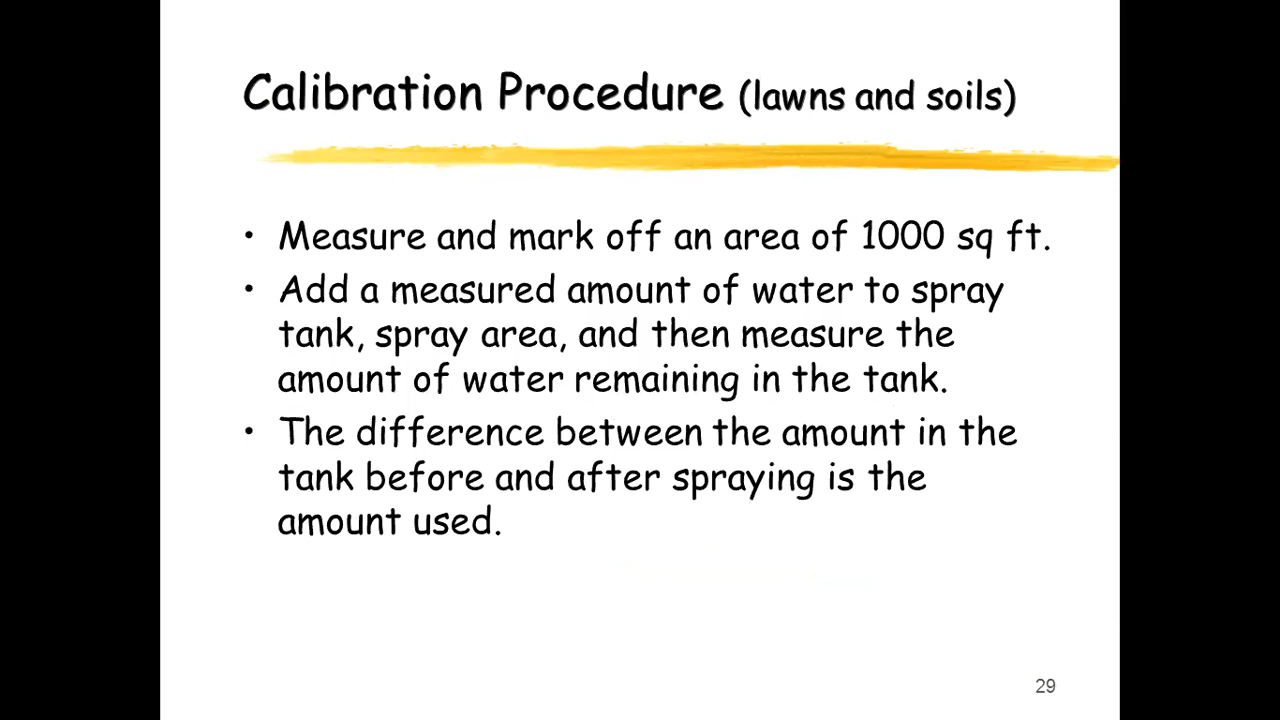 Calibration Procedure (lawns and soils)
• Measure and mark off an area of 1000 sq ft.
• Add a measured amount of water to spray
tank, spray area, and then measure the
amount of water remaining in the tank.
• The difference between the amount in the
tank before and after spraying is the
amount used.
29